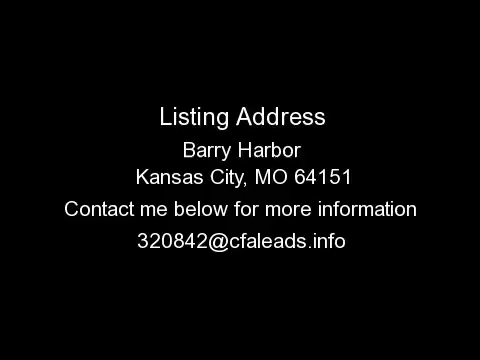 Listing Address
Barry Harbor
Kansas City, MO 64151
Contact me below for more information
320842@cfaleads.info